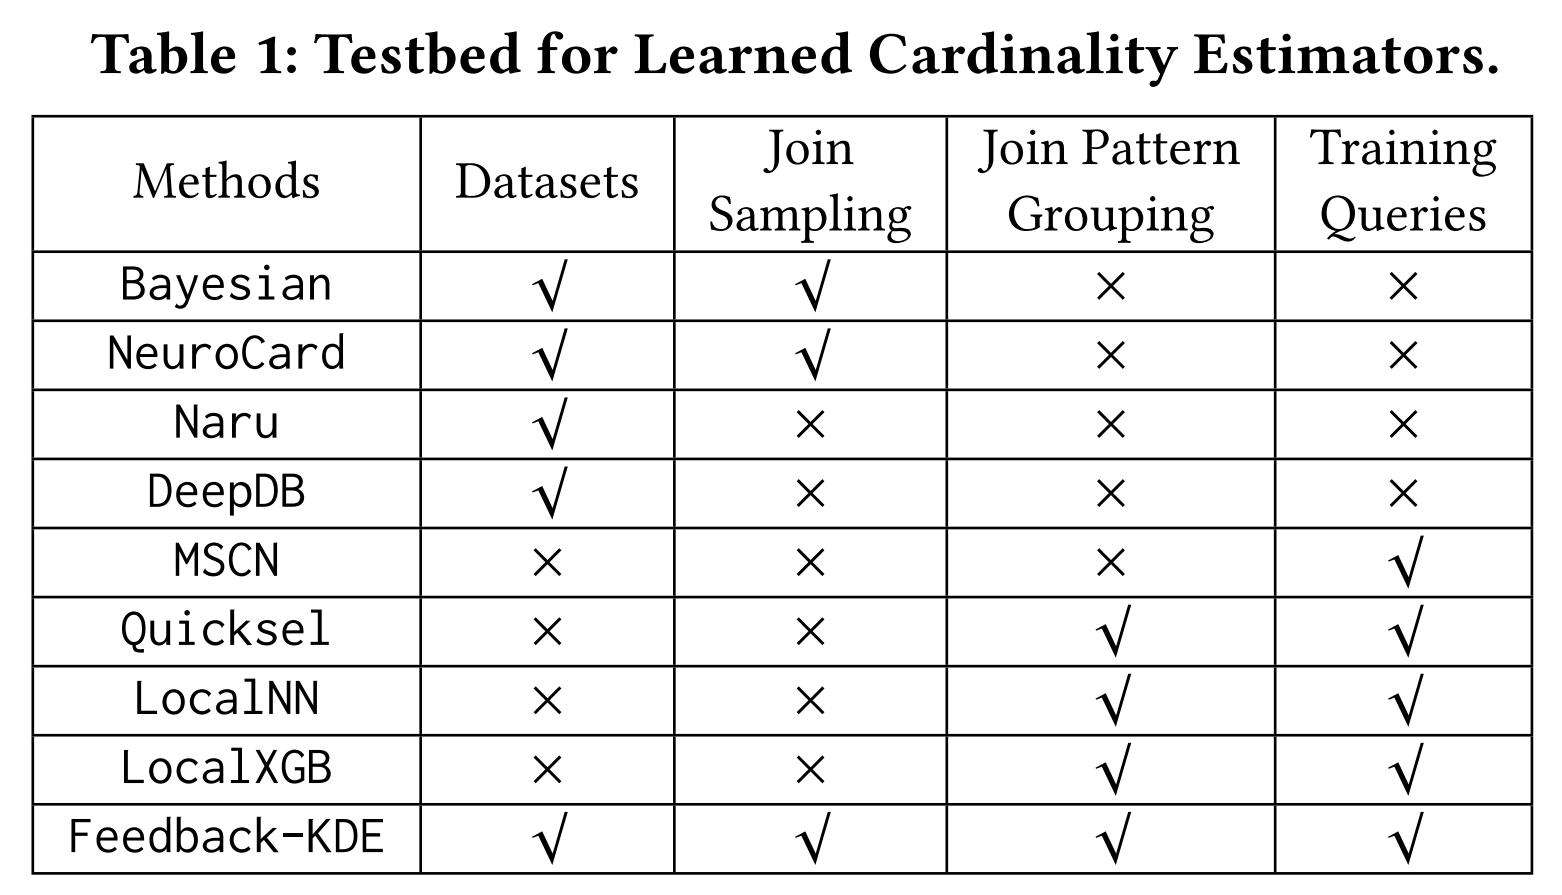 Table 1: Testbed for Learned Cardinality Estimators.
Methods Datasets Join Sampling Join Pattern Grouping Training Queries
Bayesian √ √ × ×
NeuroCard √ √ × ×
Naru √ × × ×
DeepDB √ × × ×
MSCN × × × √
Quicksel × × √ √
LocalNN × × √ √
LocalXGB × × √ √
Feedback-KDE √ √ √ √